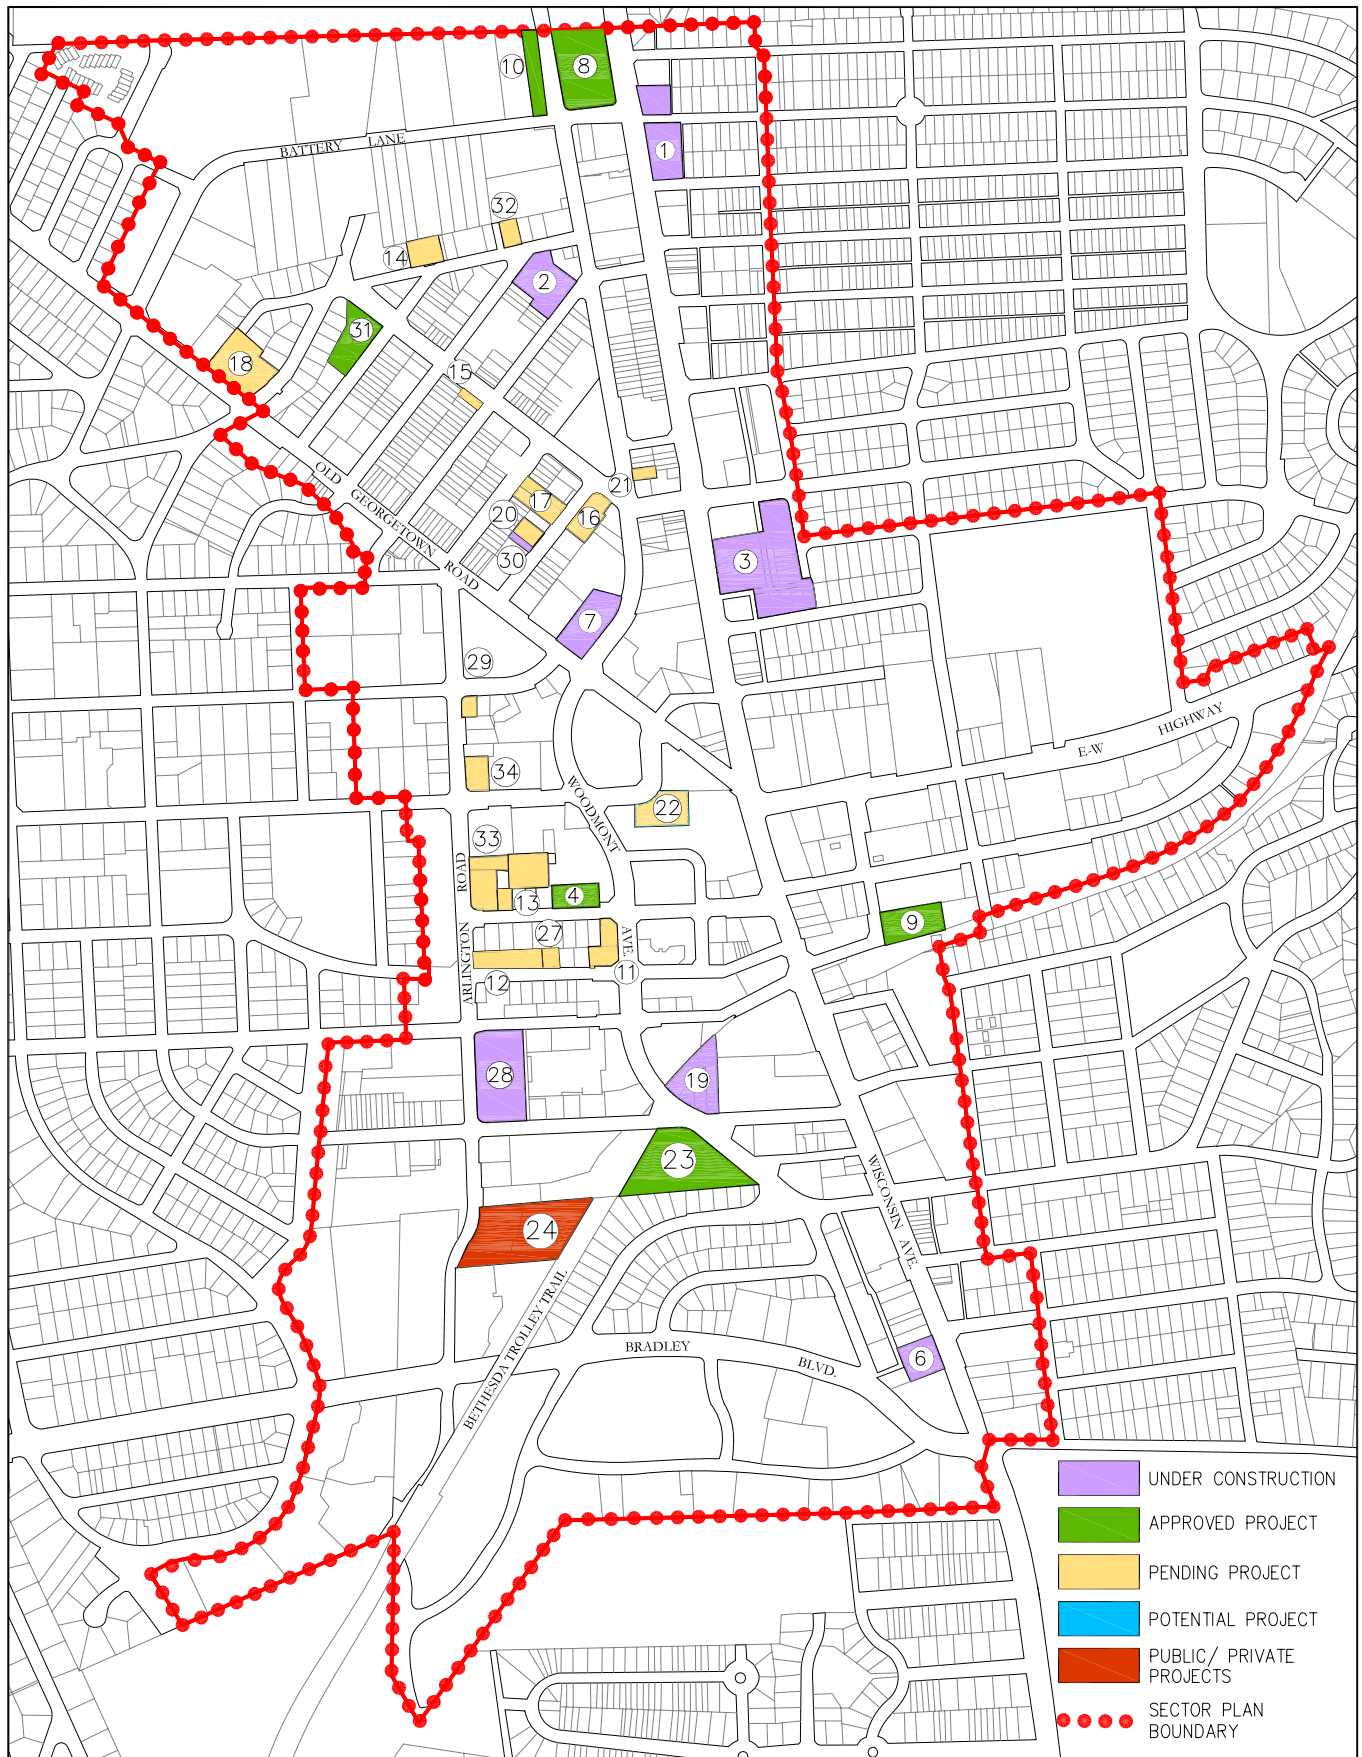 10
8
1
BATTERY LANE
32
14
2
31
18
15
OLD GEORGETOWN ROAD
21
17
16
20
30
3
7
29
E-W HIGHWAY
34
WOODMONT AVE.
22
33
ARLINGTON ROAD
4
13
27
9
12
11
28
19
23
WISCONSIN AVE.
24
BETHESDA TROLLEY TRAIL
BRADLEY BLVD.
6
UNDER CONSTRUCTION
APPROVED PROJECT
PENDING PROJECT
POTENTIAL PROJECT
PUBLIC/ PRIVATE
PROJECTS
SECTOR PLAN
BOUNDARY